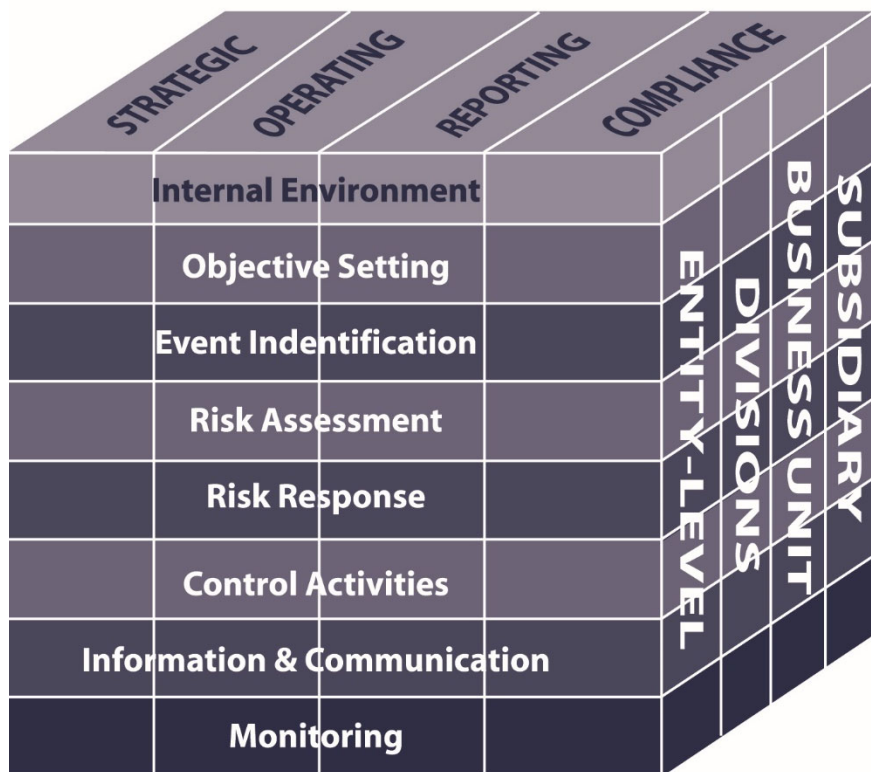 STRATEGIC
OPERATING
REPORTING
COMPLIANCE
Internal Environment
Objective Setting
Event Indentification
Risk Assessment
Risk Response
Control Activities
Information & Communication
Monitoring
ENTITY-LEVEL
DIVISIONS
BUSINESS UNIT
SUBSIDIARY